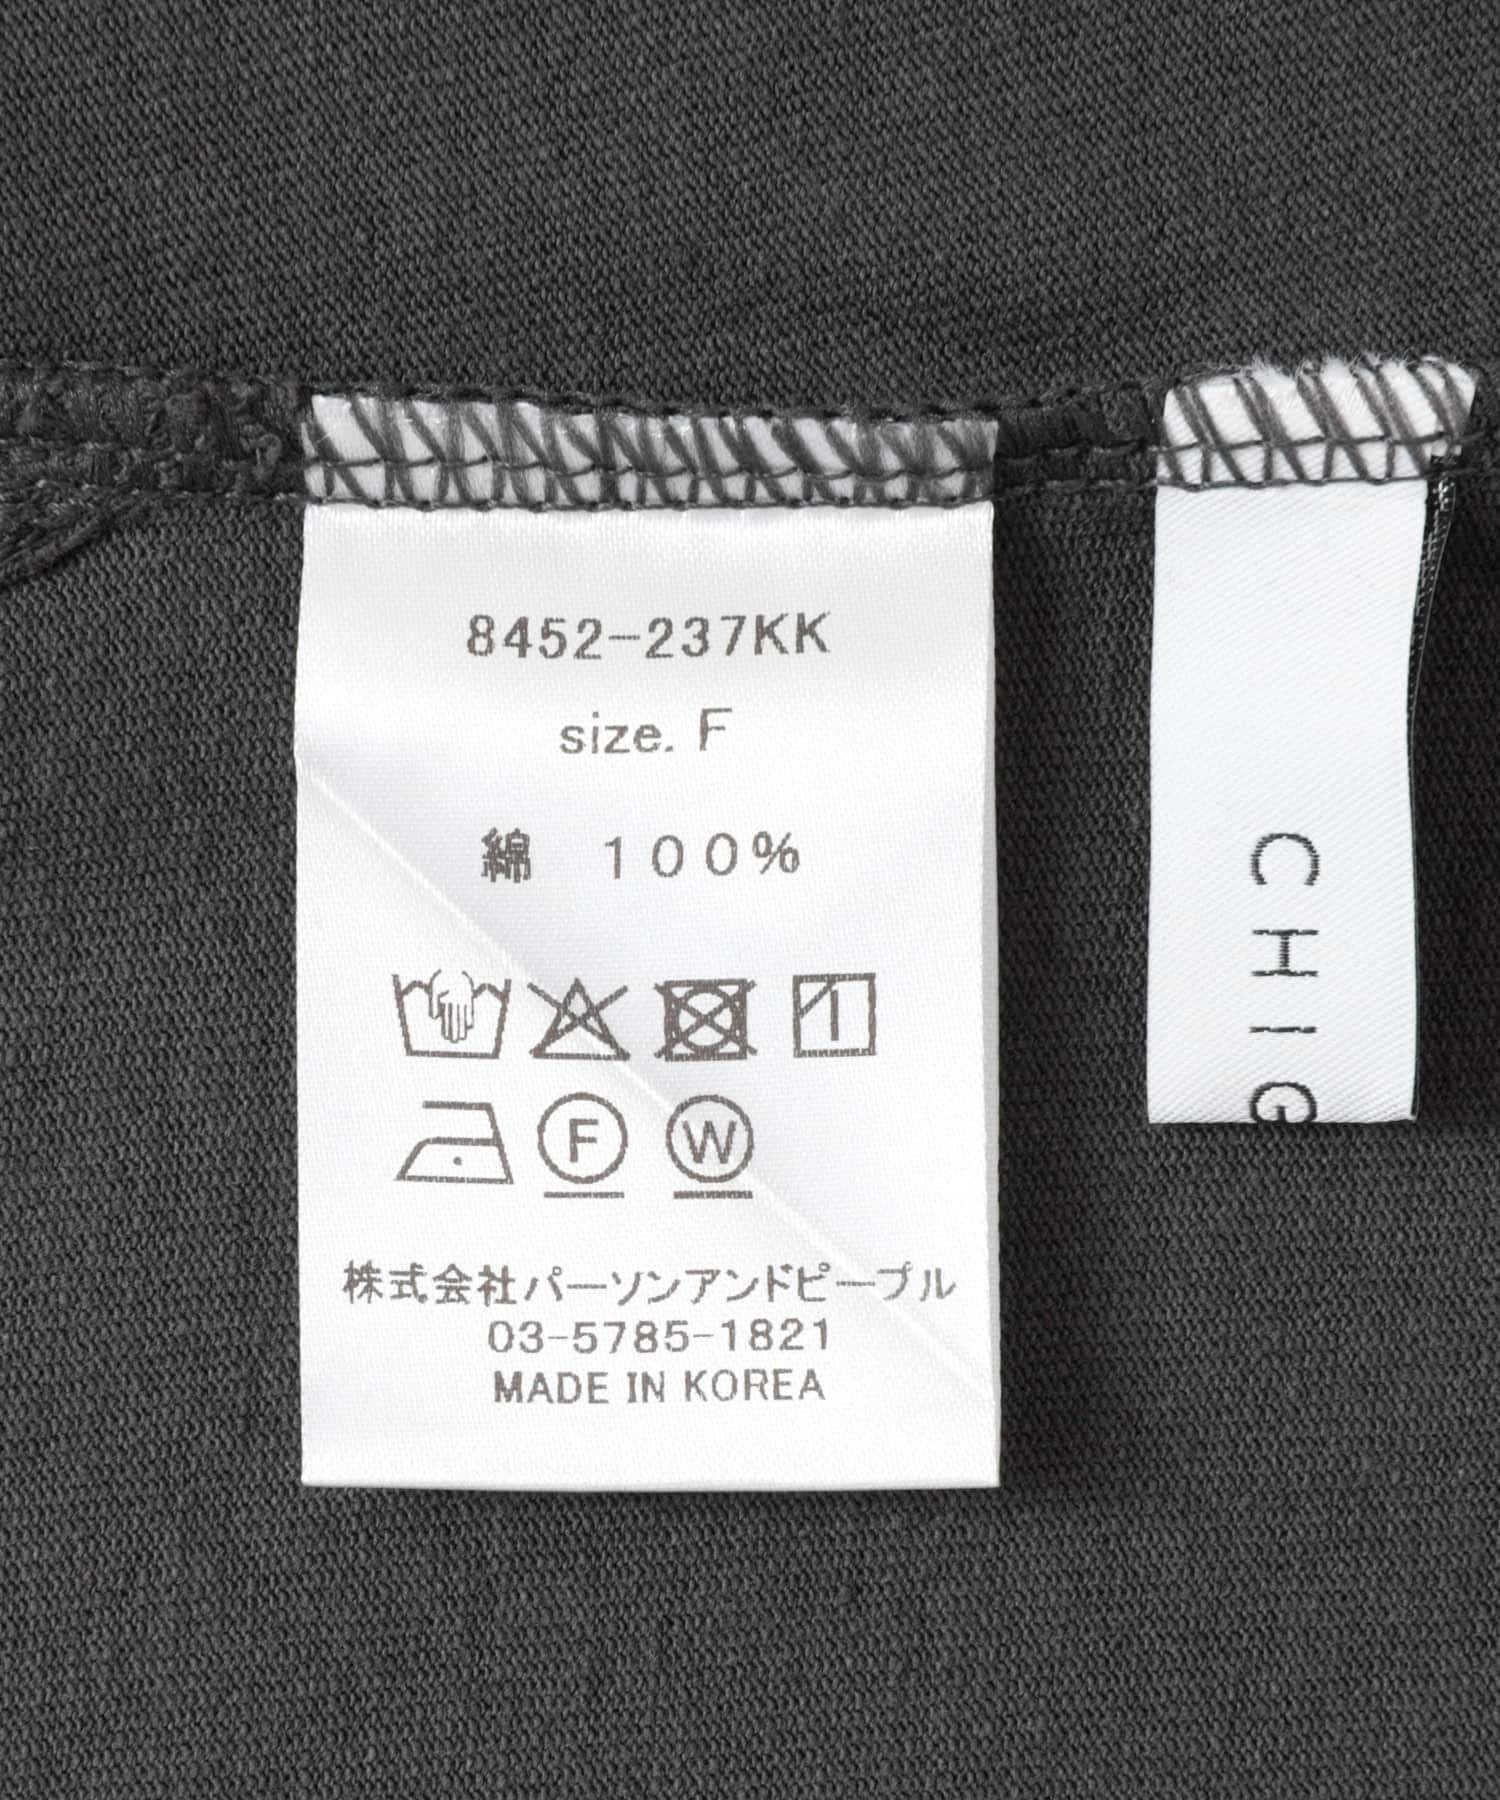 8452-237KK
size. F
綿　100%
F W
株式会社パーソンアンドピープル
03-5785-1821
MADE IN KOREA
CHIG